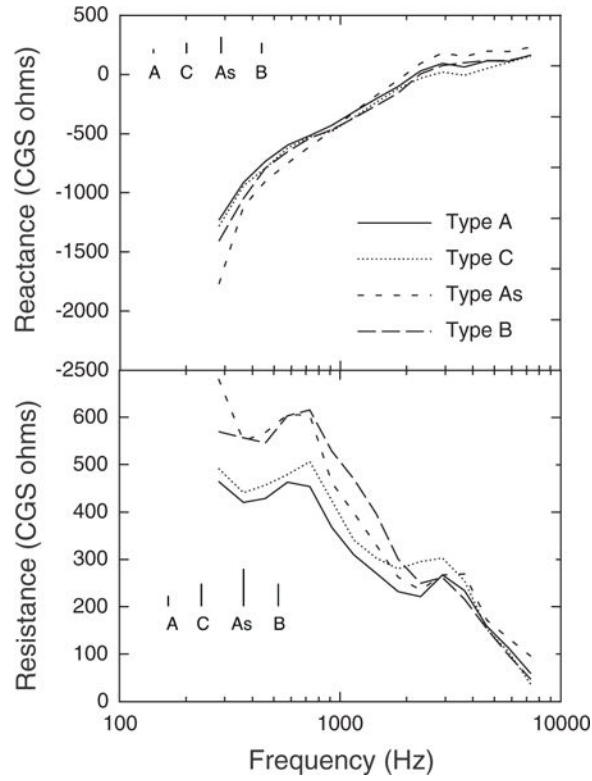 500
0
-500
-1000
-1500
-2000
-2500
Reactance (CGS ohms)
A C As B
Type A
Type C
Type As
Type B
600
500
400
300
200
100
0
Resistance (CGS ohms)
A C As B
100 1000 10000
Frequency (Hz)